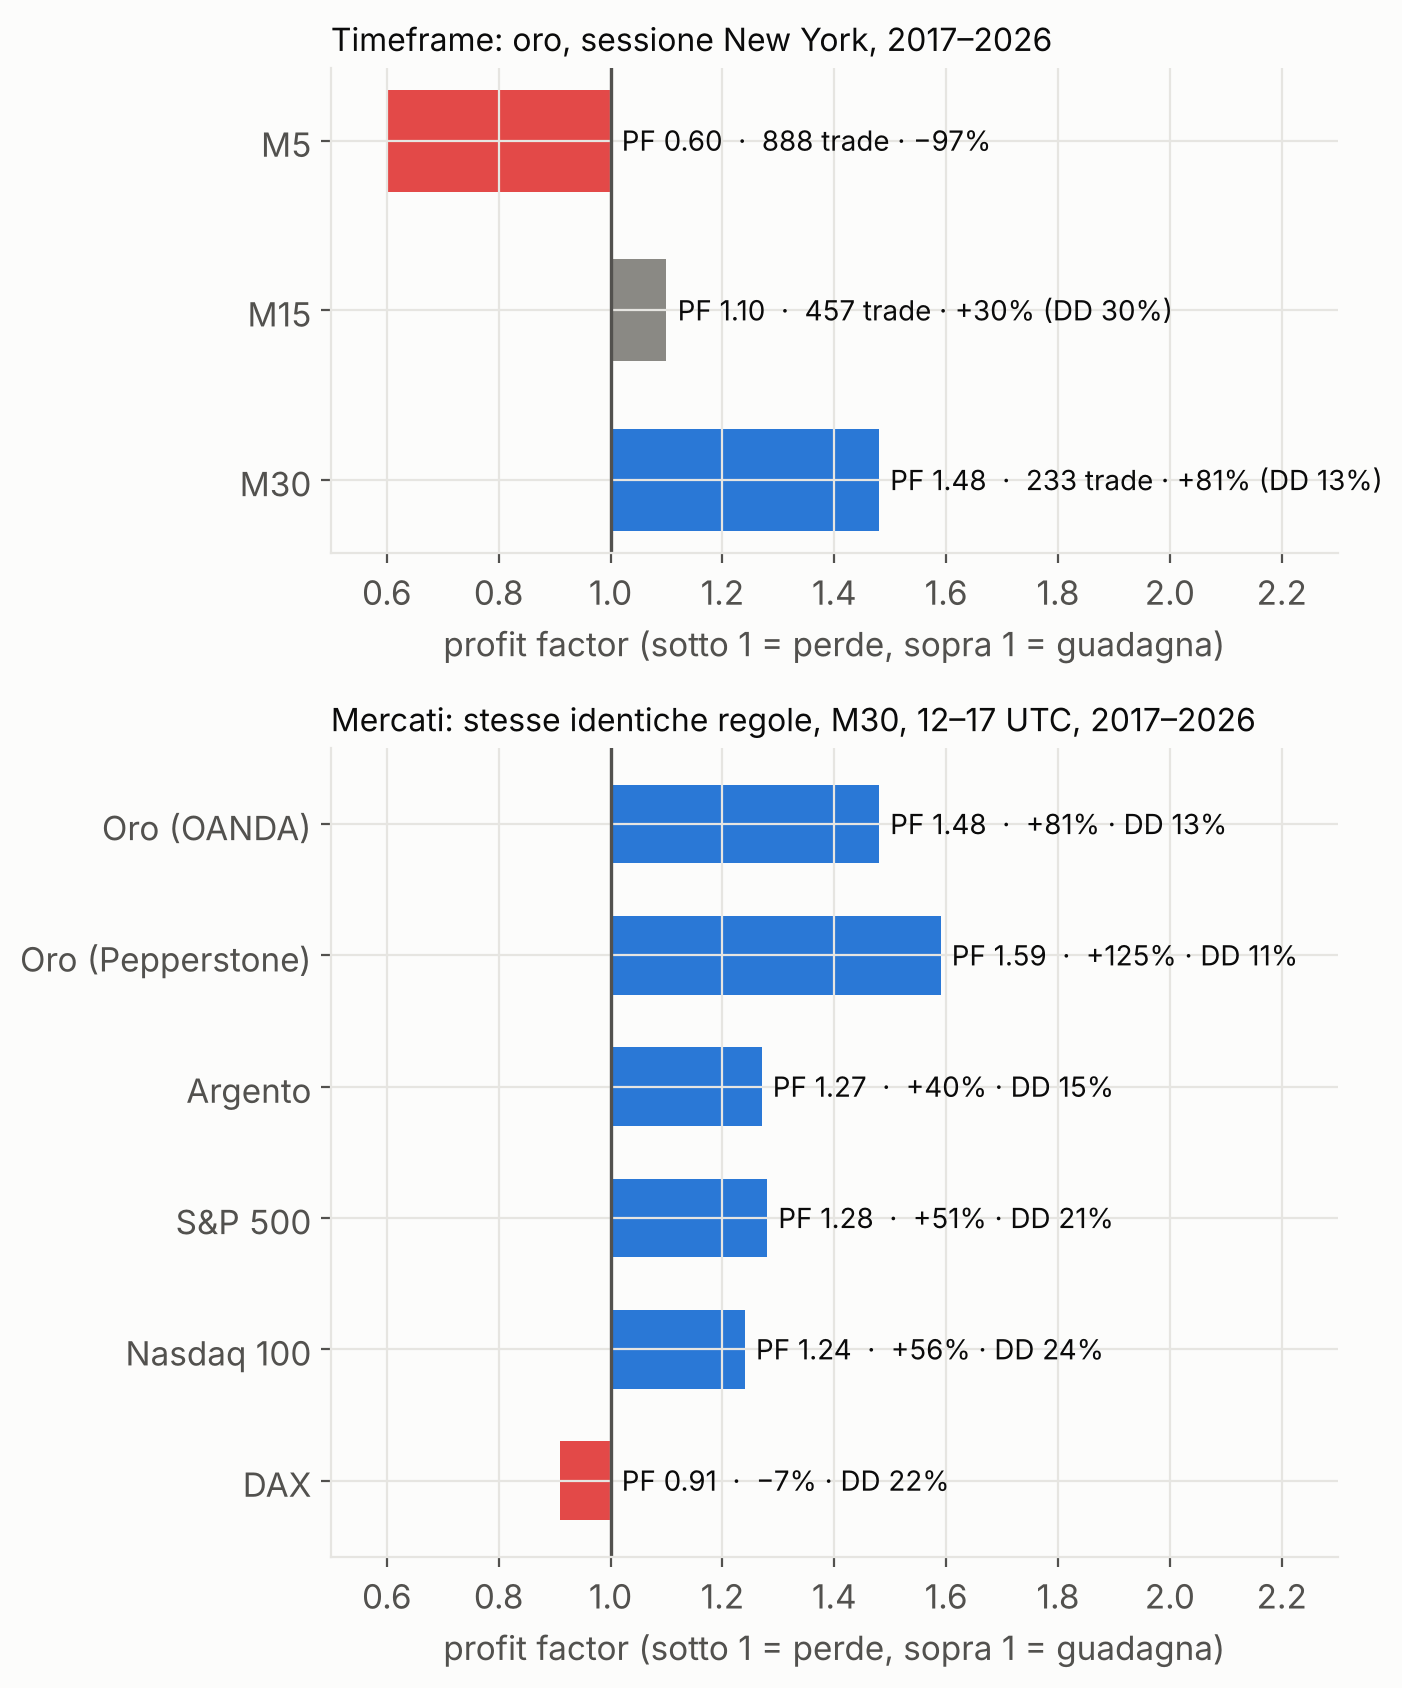 Timeframe: oro, sessione New York, 2017–2026
M5
PF 0.60 · 888 trade · −97%
M15
PF 1.10 · 457 trade · +30% (DD 30%)
M30
PF 1.48 · 233 trade · +81% (DD 13%)
0.6 0.8 1.0 1.2 1.4 1.6 1.8 2.0 2.2
profit factor (sotto 1 = perde, sopra 1 = guadagna)
Mercati: stesse identiche regole, M30, 12–17 UTC, 2017–2026
Oro (OANDA)
PF 1.48 · +81% · DD 13%
Oro (Pepperstone)
PF 1.59 · +125% · DD 11%
Argento
PF 1.27 · +40% · DD 15%
S&P 500
PF 1.28 · +51% · DD 21%
Nasdaq 100
PF 1.24 · +56% · DD 24%
DAX
PF 0.91 · −7% · DD 22%
0.6 0.8 1.0 1.2 1.4 1.6 1.8 2.0 2.2
profit factor (sotto 1 = perde, sopra 1 = guadagna)